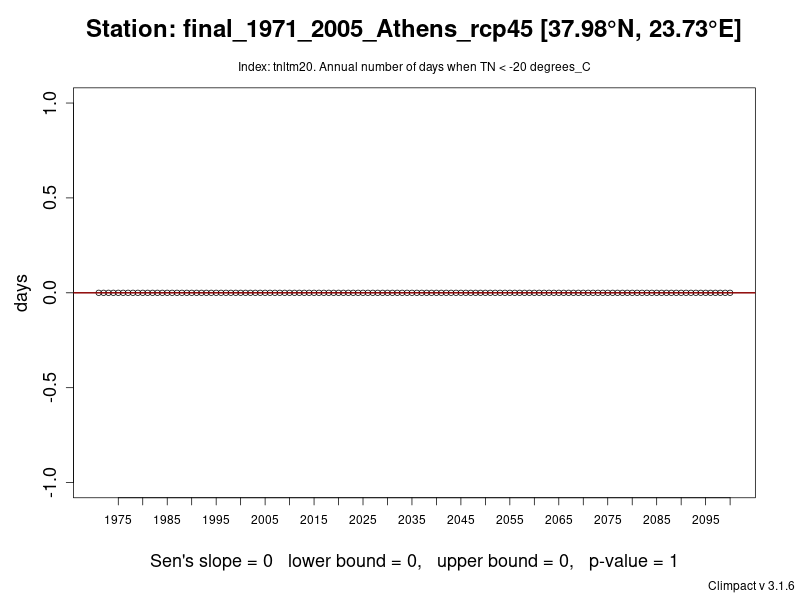 Station: final_1971_2005_Athens_rcp45 [37.98°N, 23.73°E]
Index: tnltm20. Annual number of days when TN < -20 degrees_C
1.0
0.5
0.0
-0.5
-1.0
days
1975 1985 1995 2005 2015 2025 2035 2045 2055 2065 2075 2085 2095
Sen's slope = 0 lower bound = 0, upper bound = 0, p-value = 1
Climpact v 3.1.6